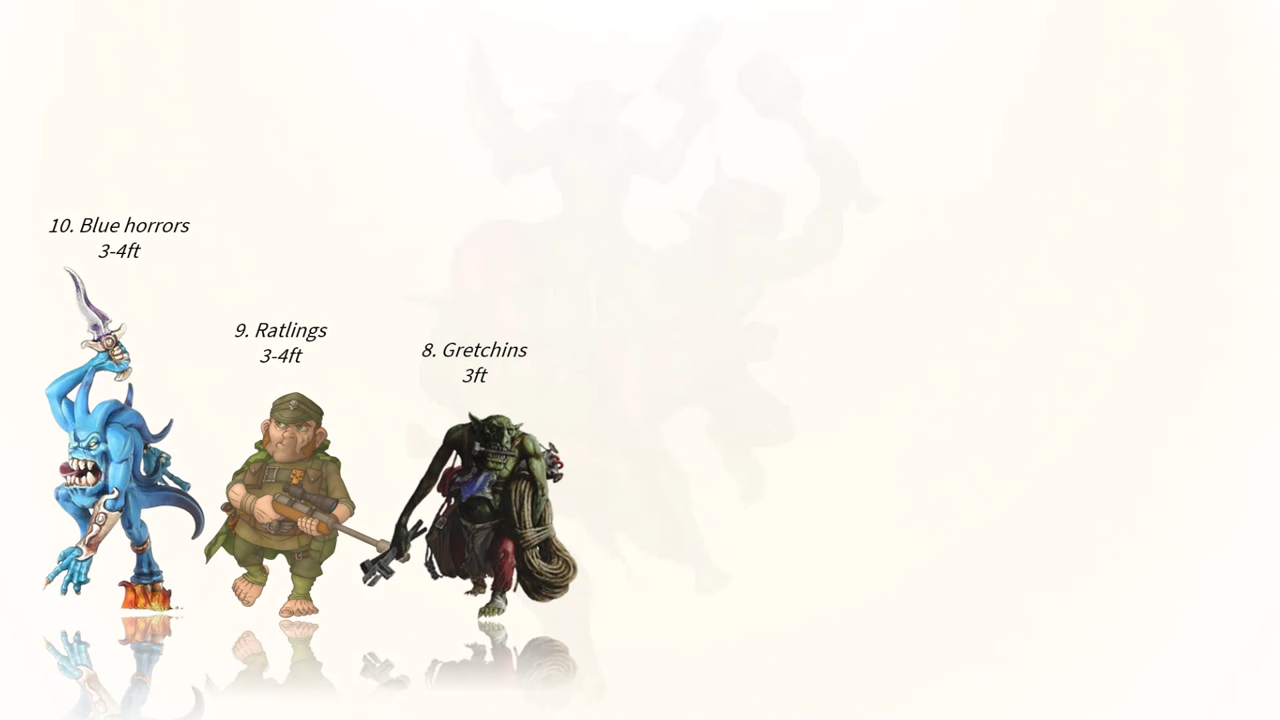 10. Blue horrors
3-4ft
9. Ratlings
3-4ft
8. Gretchins
3ft